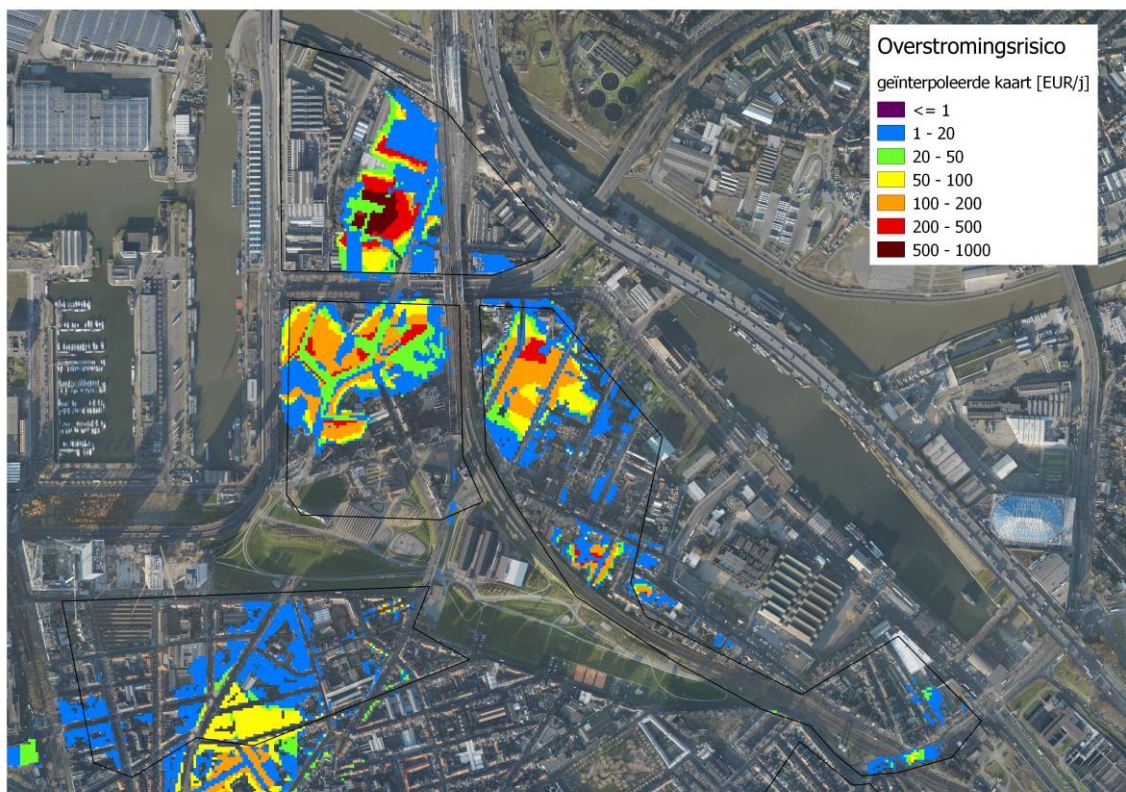 Overstromingsrisico
geïnterpoleerde kaart [EUR/j]
<= 1
1 - 20
20 - 50
50 - 100
100 - 200
200 - 500
500 - 1000